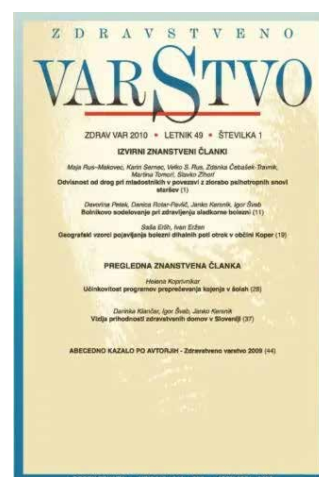 ZDRAVSTVENO
VARSTVO
ZDRAV VAR 2010 • LETNIK 49 • ŠTEVILKA 1
IZVIRNI ZNANSTVENI ČLANKI
Maja Rus-Makovec, Karin Sernec, Velko S. Rus, Zdenka Čebašek-Travnik,
Martina Tomori, Slavko Ziherl
Odvisnost od drog pri mladostnikih v povezavi z zlorabo psihotropnih snovi
staršev (1)
Davorina Petek, Danica Rotar-Pavlič, Janko Kersnik, Igor Švab
Bolnikovo sodelovanje pri zdravljenju sladkorne bolezni (11)
Saša Erlih, Ivan Eržen
Geografski vzorci pojavljanja bolezni dihalnih poti otrok v občini Koper (19)
PREGLEDNA ZNANSTVENA ČLANKA
Helena Koprivnikar
Učinkovitost programov preprečevanja kajenja v šolah (28)
Darinka Klančar, Igor Švab, Janko Kersnik
Vizija prihodnosti zdravstvenih domov v Sloveniji (37)
ABECEDNO KAZALO PO AVTORJIH - Zdravstveno varstvo 2009 (44)